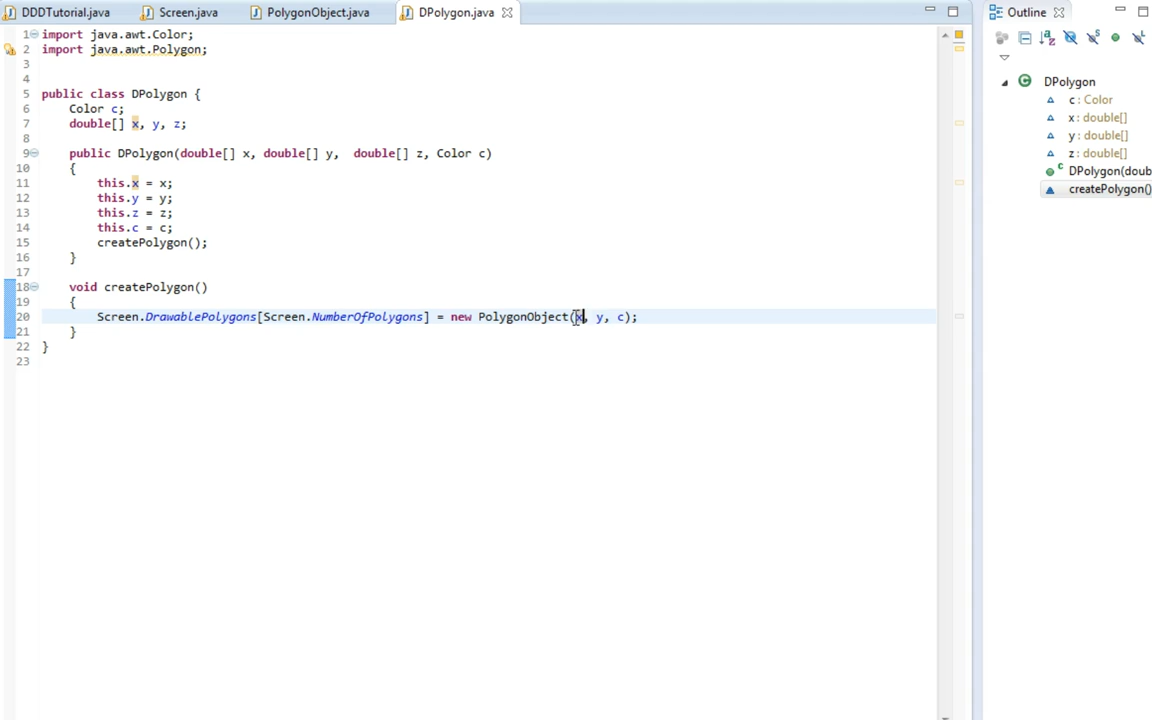 DDDTutorial.java Screen.java PolygonObject.java DPolygon.java Outline
1 import java.awt.Color;
2 import java.awt.Polygon;
3
4
5 public class DPolygon {
6 Color c;
7 double[] x, y, z;
8
9 public DPolygon(double[] x, double[] y,  double[] z, Color c)
10 {
11 this.x = x;
12 this.y = y;
13 this.z = z;
14 this.c = c;
15 createPolygon();
16 }
17
18 void createPolygon()
19 {
20 Screen.DrawablePolygons[Screen.NumberOfPolygons] = new PolygonObject(x, y, c);
21 }
22 }
23
DPolygon
c : Color
x : double[]
y : double[]
z : double[]
DPolygon(doub
createPolygon()